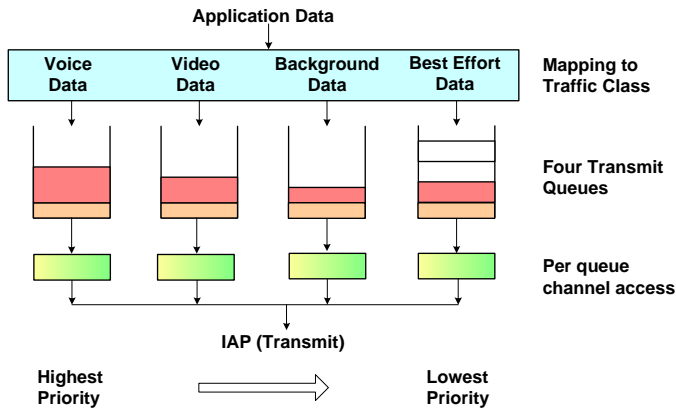 Application Data
Voice Data
Video Data
Background Data
Best Effort Data
Mapping to Traffic Class
Four Transmit Queues
Per queue channel access
IAP (Transmit)
Highest Priority
Lowest Priority